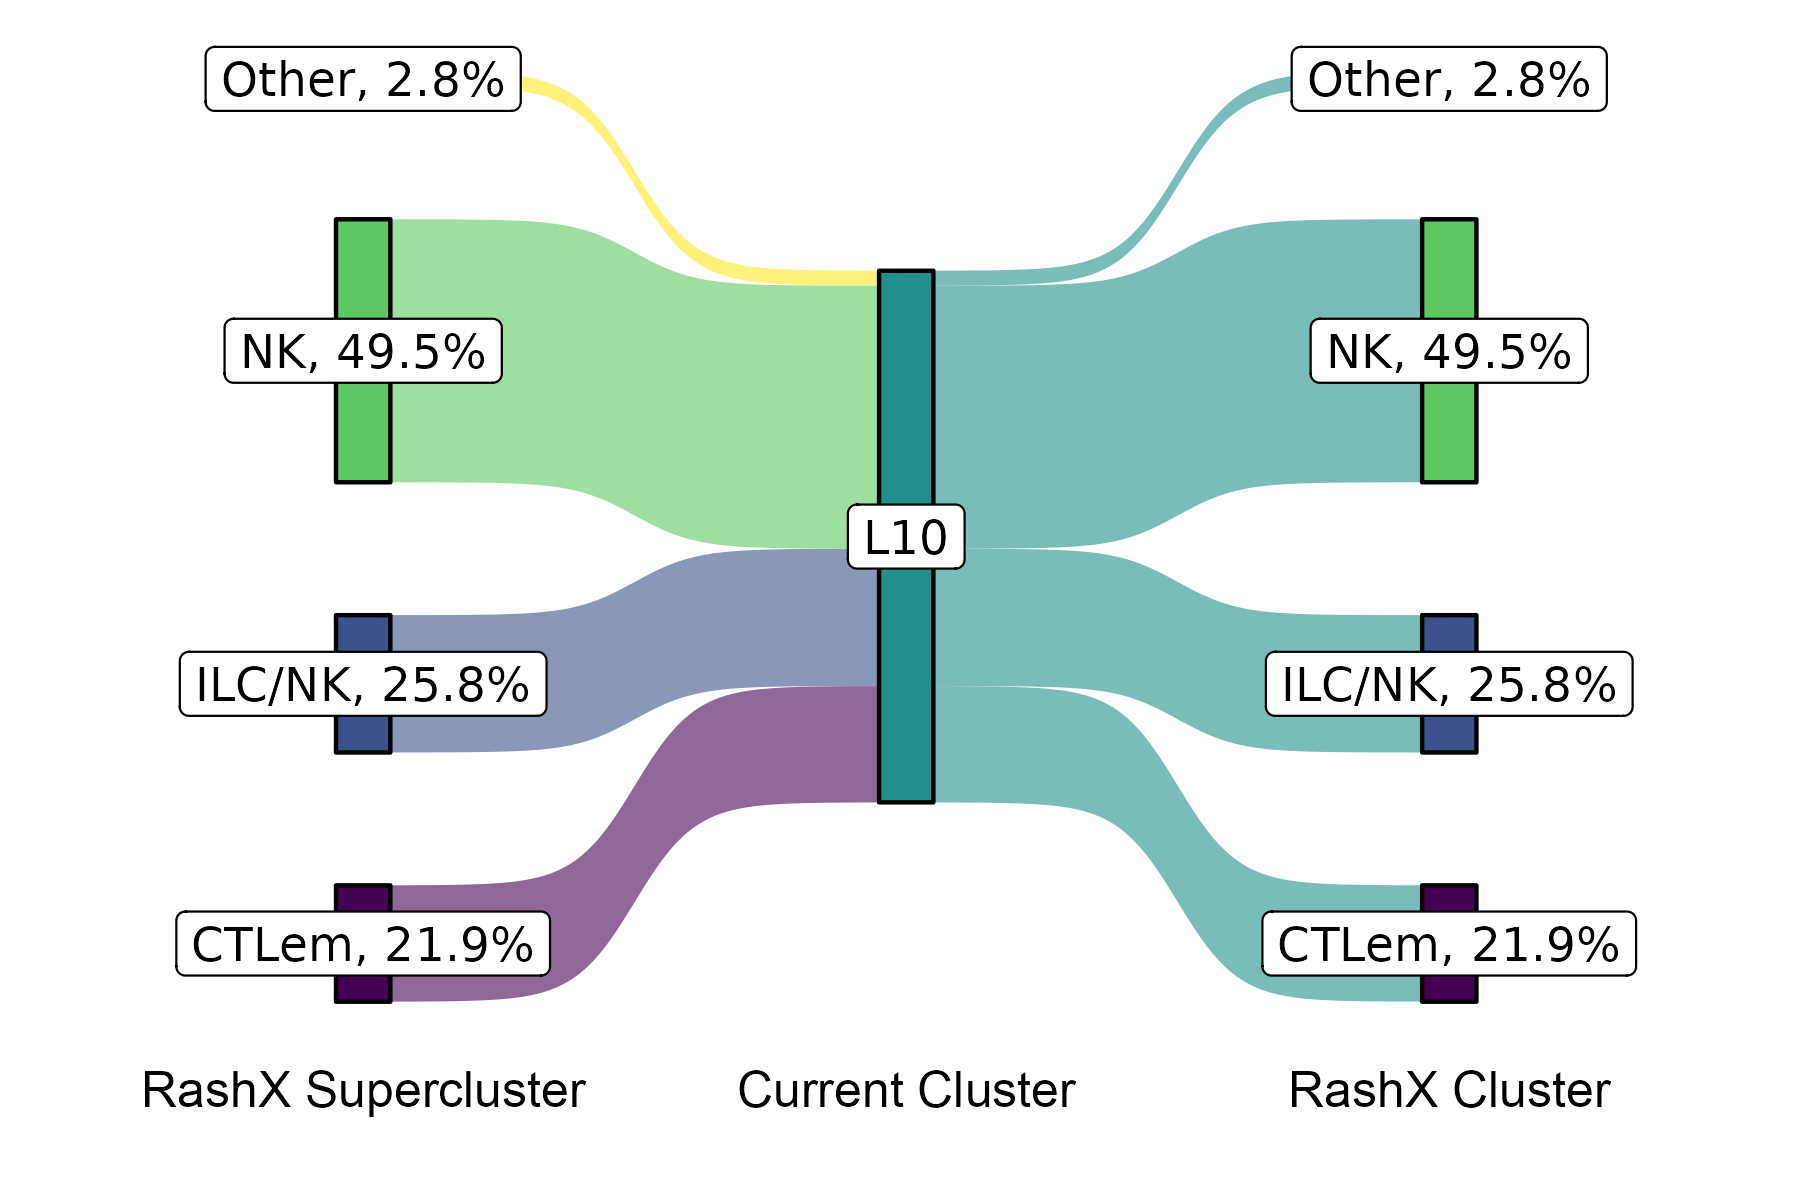 Other, 2.8%
Other, 2.8%
NK, 49.5%
NK, 49.5%
L10
ILC/NK, 25.8%
ILC/NK, 25.8%
CTLem, 21.9%
CTLem, 21.9%
RashX Supercluster
Current Cluster
RashX Cluster